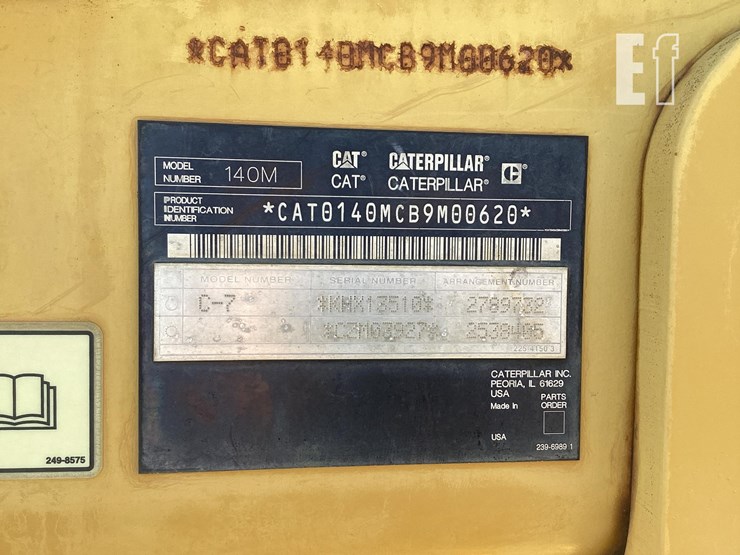 *CAT0140MCB9M00620*
Ef
MODEL
NUMBER 140M
CAT® CATERPILLAR®
CAT® CATERPILLAR®
PRODUCT
IDENTIFICATION
NUMBER
*CAT0140MCB9M00620*
MODEL NUMBER SERIAL NUMBER ARRANGEMENT NUMBER
C-7 *KHX13510* 2789732
*CZM03927* 2538405
CATERPILLAR INC.
PEORIA, IL 61629
USA
Made In
PARTS
ORDER
USA
239-6989 1
249-8575